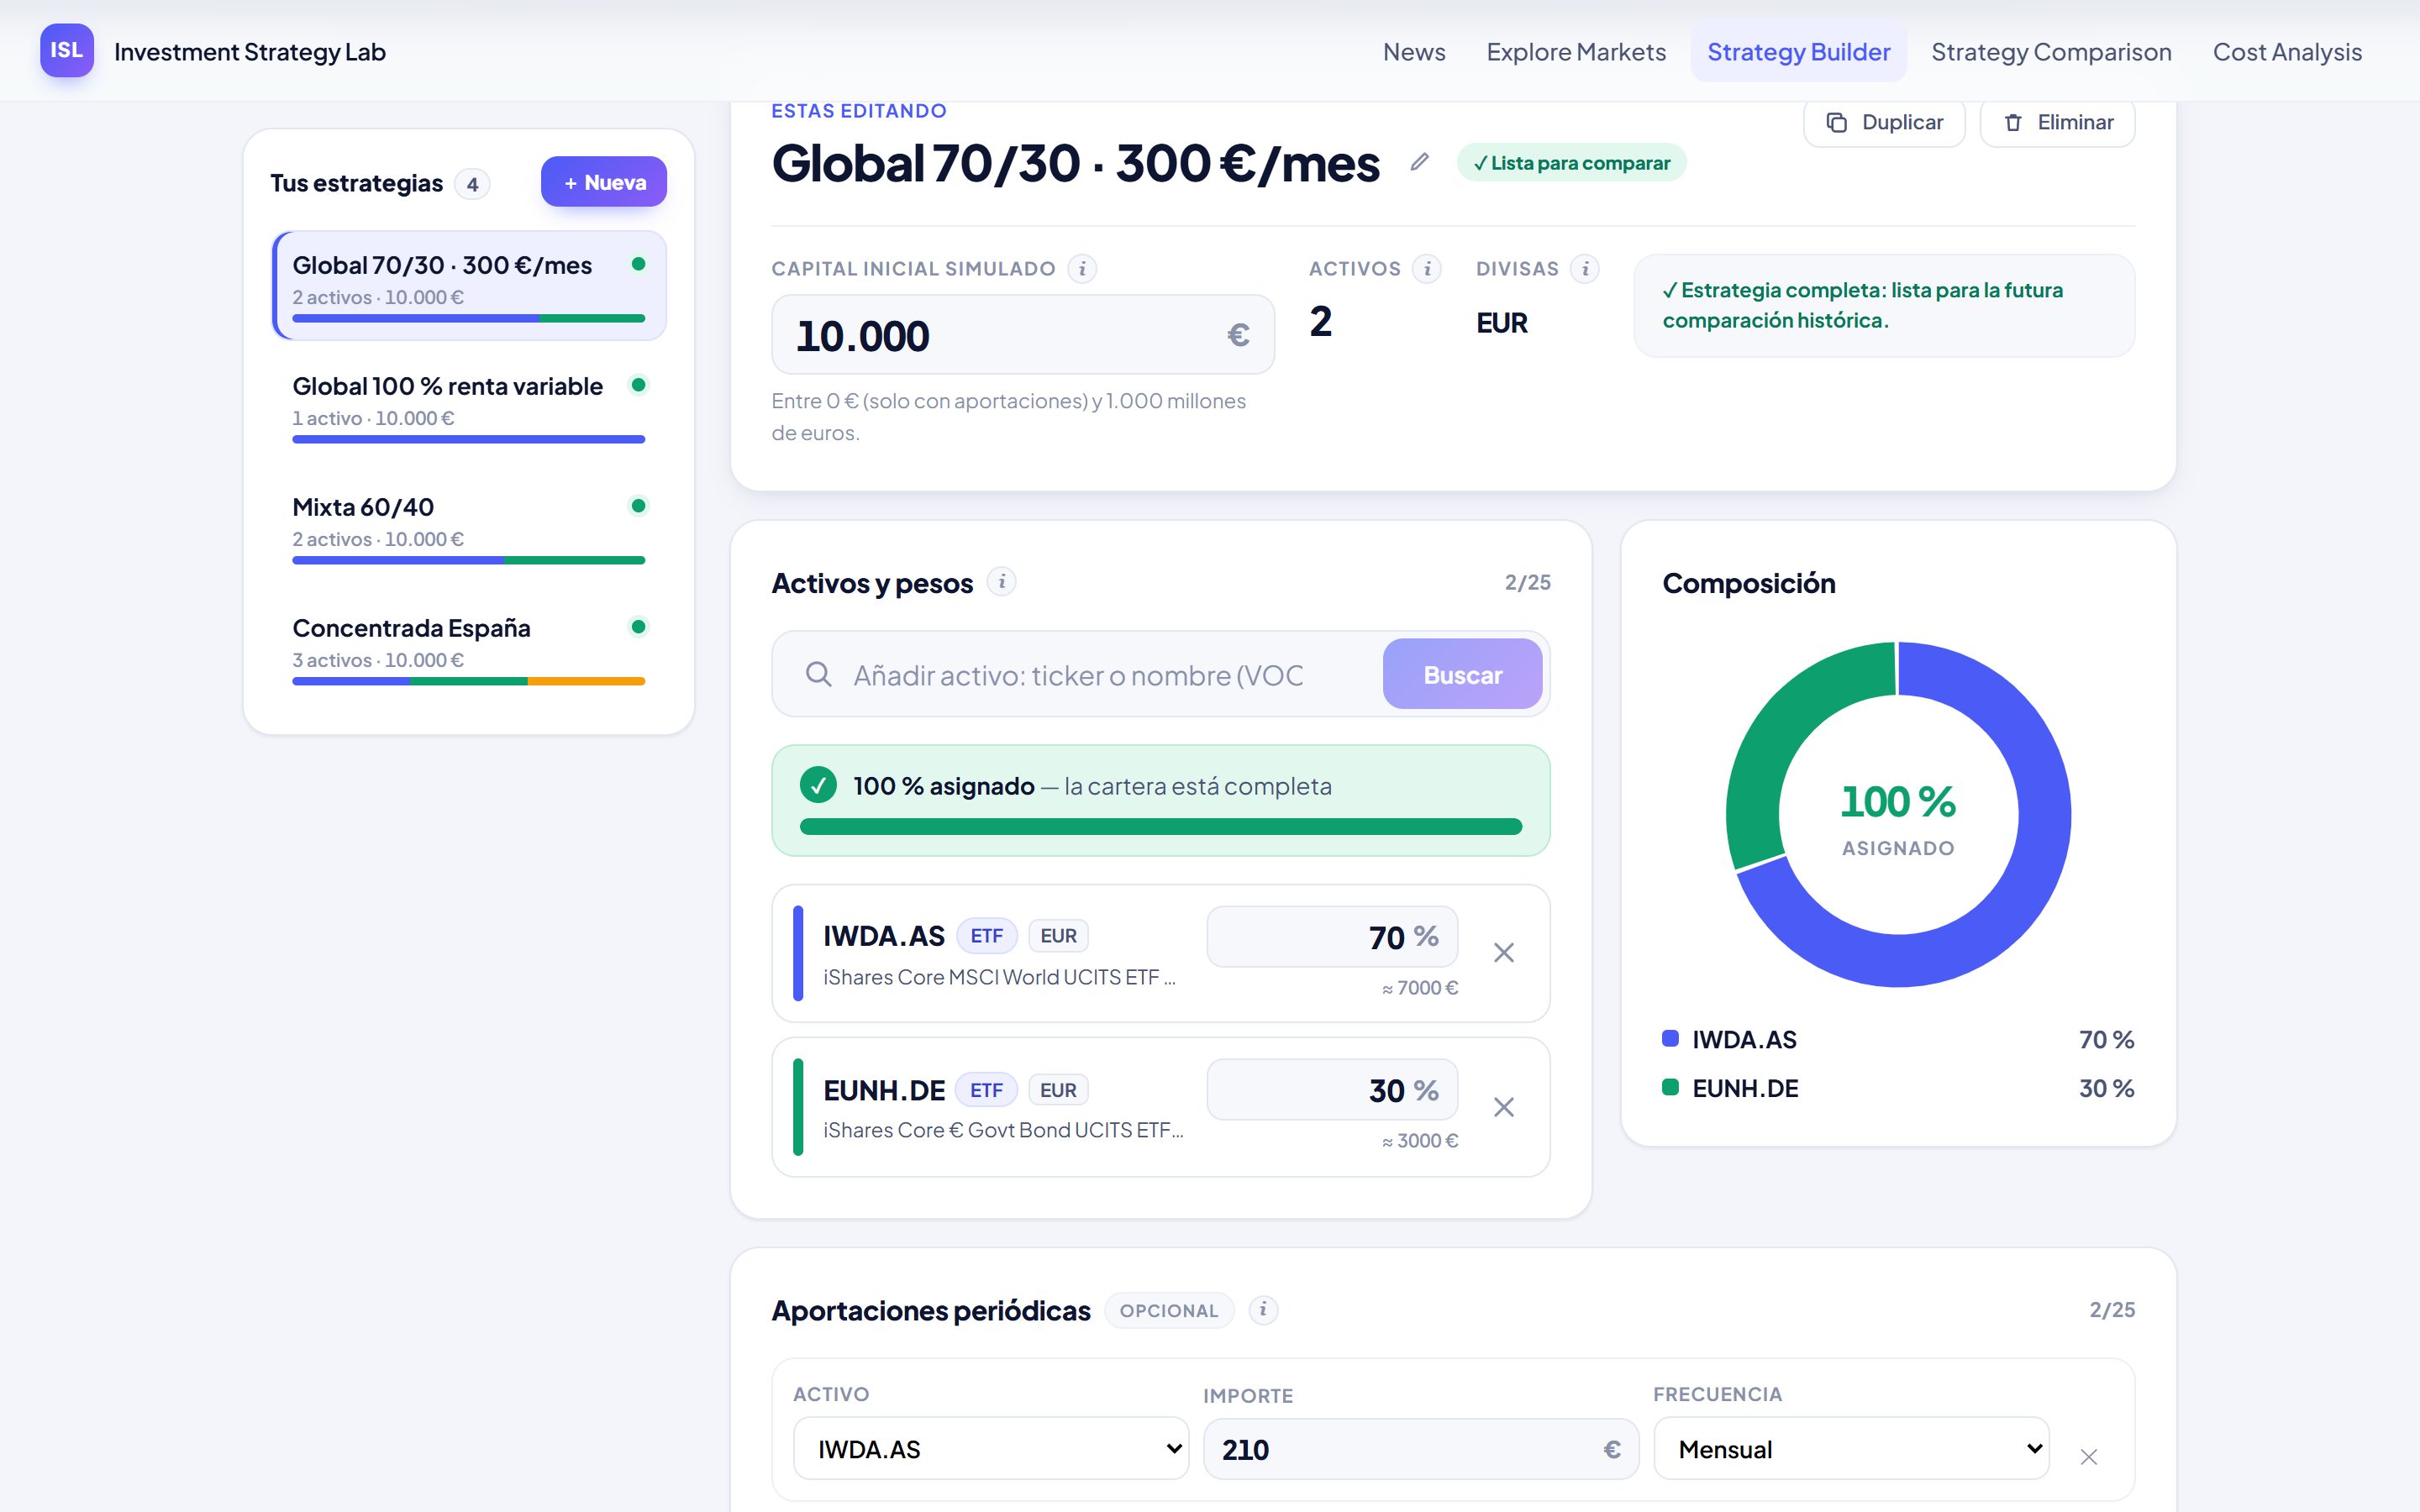 ISL
Investment Strategy Lab
News
Explore Markets
Strategy Builder
Strategy Comparison
Cost Analysis
Tus estrategias 4
+ Nueva
Global 70/30 · 300 €/mes
2 activos · 10.000 €
Global 100 % renta variable
1 activo · 10.000 €
Mixta 60/40
2 activos · 10.000 €
Concentrada España
3 activos · 10.000 €
ESTAS EDITANDO
Global 70/30 · 300 €/mes
✓ Lista para comparar
Duplicar
Eliminar
CAPITAL INICIAL SIMULADO i
10.000 €
Entre 0 € (solo con aportaciones) y 1.000 millones
de euros.
ACTIVOS i
2
DIVISAS i
EUR
✓ Estrategia completa: lista para la futura
comparación histórica.
Activos y pesos i
2/25
Añadir activo: ticker o nombre (VOC
Buscar
✓ 100 % asignado — la cartera está completa
IWDA.AS ETF EUR
iShares Core MSCI World UCITS ETF ...
70 %
≈ 7000 €
EUNH.DE ETF EUR
iShares Core € Govt Bond UCITS ETF...
30 %
≈ 3000 €
Composición
100 %
ASIGNADO
IWDA.AS 70 %
EUNH.DE 30 %
Aportaciones periódicas OPCIONAL i
2/25
ACTIVO
IWDA.AS
IMPORTE
210 €
FRECUENCIA
Mensual